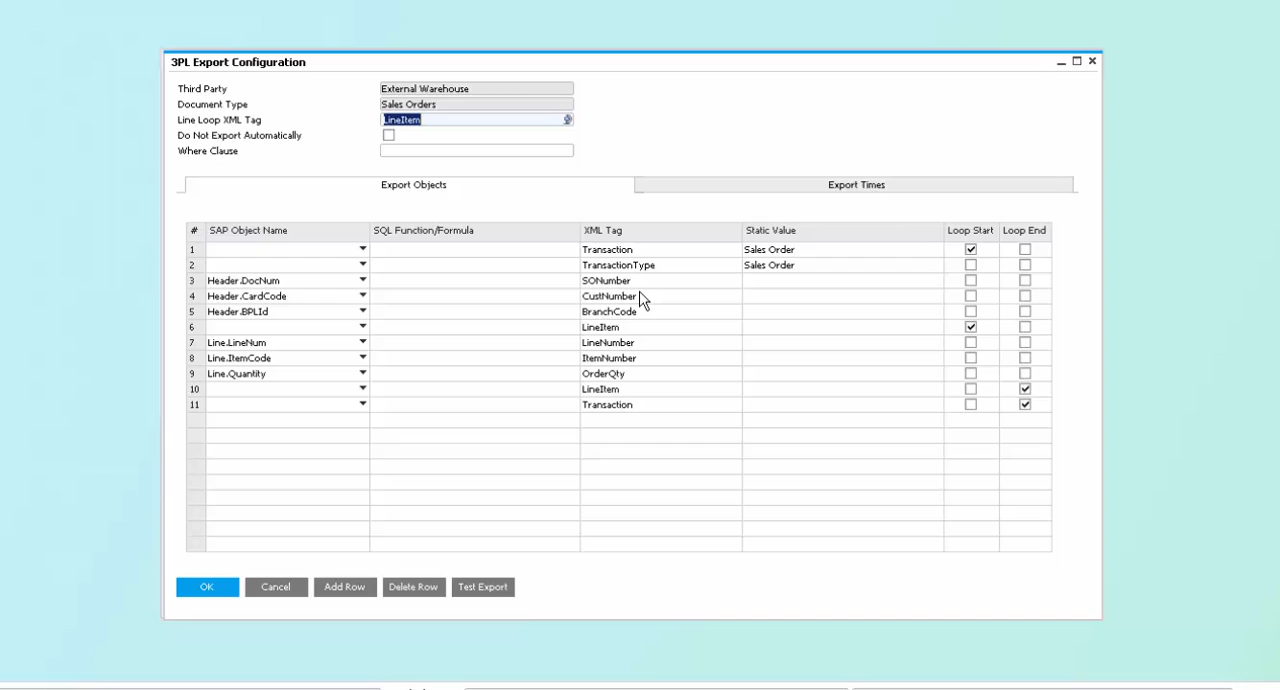 3PL Export Configuration
Third Party External Warehouse
Document Type Sales Orders
Line Loop XML Tag LineItem
Do Not Export Automatically
Where Clause
Export Objects Export Times
# SAP Object Name SQL Function/Formula XML Tag Static Value Loop Start Loop End
1 Transaction Sales Order
2 TransactionType Sales Order
3 Header.DocNum SONumber
4 Header.CardCode CustNumber
5 Header.BPLId BranchCode
6 LineItem
7 Line.LineNum LineNumber
8 Line.ItemCode ItemNumber
9 Line.Quantity OrderQty
10 LineItem
11 Transaction
OK Cancel Add Row Delete Row Test Export